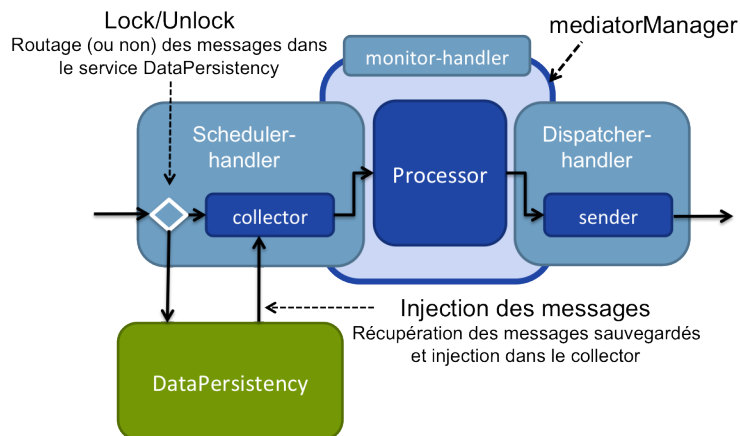 Lock/Unlock
Routage (ou non) des messages dans
le service DataPersistency
mediatorManager
monitor-handler
Scheduler-
handler
Processor
Dispatcher-
handler
collector
sender
Injection des messages
Récupération des messages sauvegardés
et injection dans le collector
DataPersistency